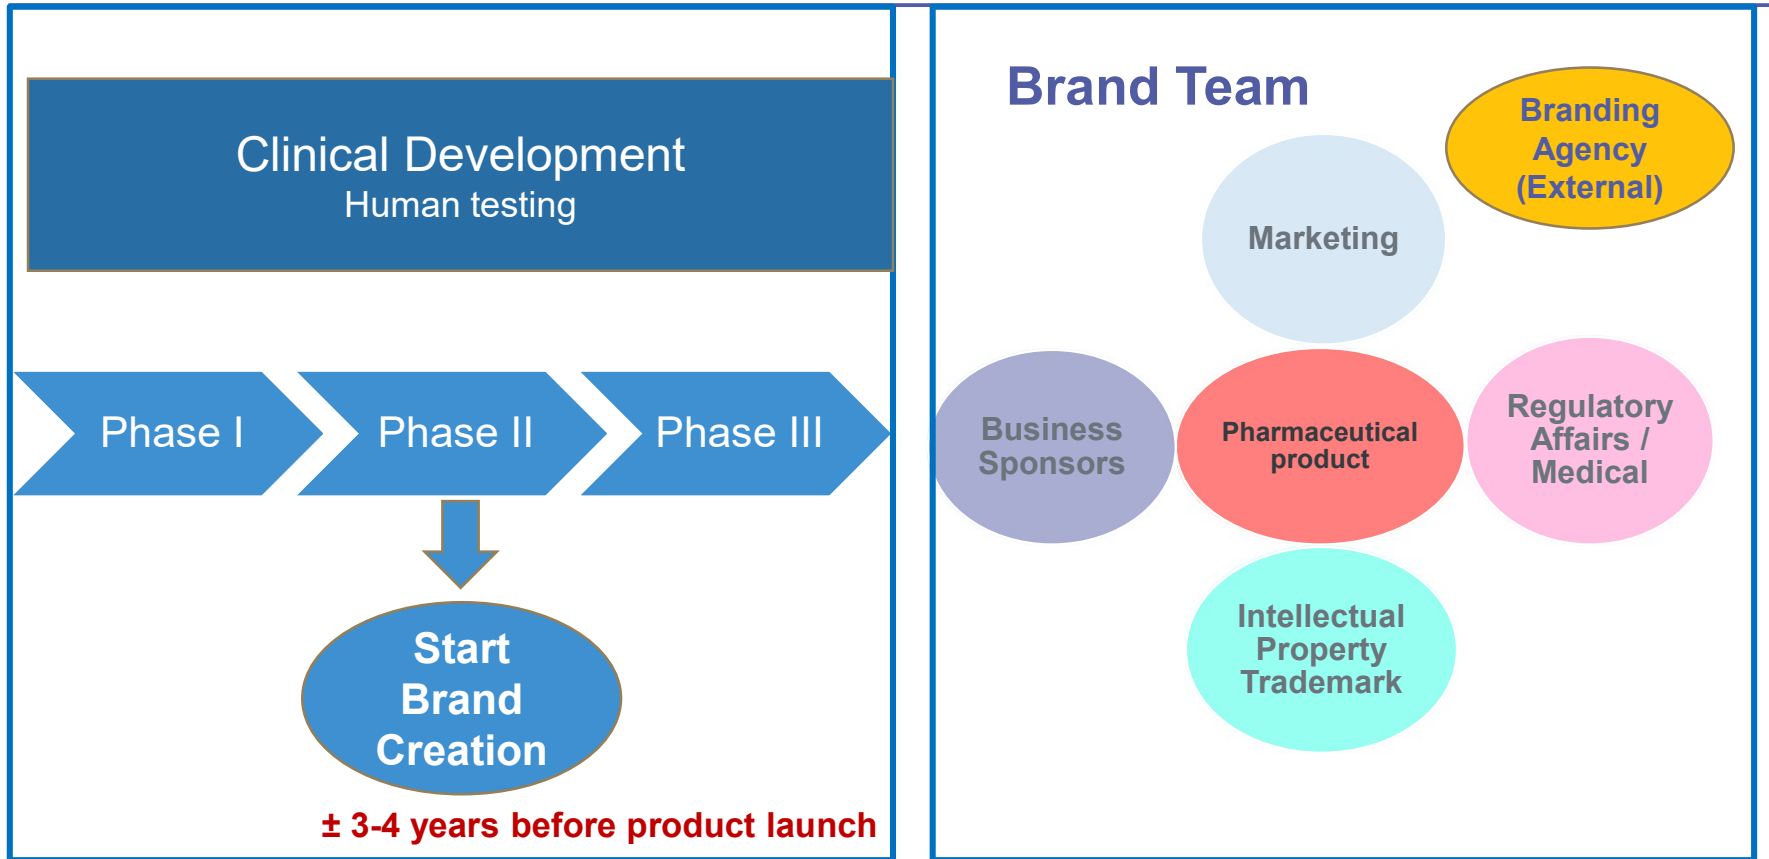 Clinical Development
Human testing
Phase I
Phase II
Phase III
Start
Brand
Creation
± 3-4 years before product launch
Brand Team
Branding
Agency
(External)
Marketing
Business
Sponsors
Pharmaceutical
product
Regulatory
Affairs /
Medical
Intellectual
Property
Trademark